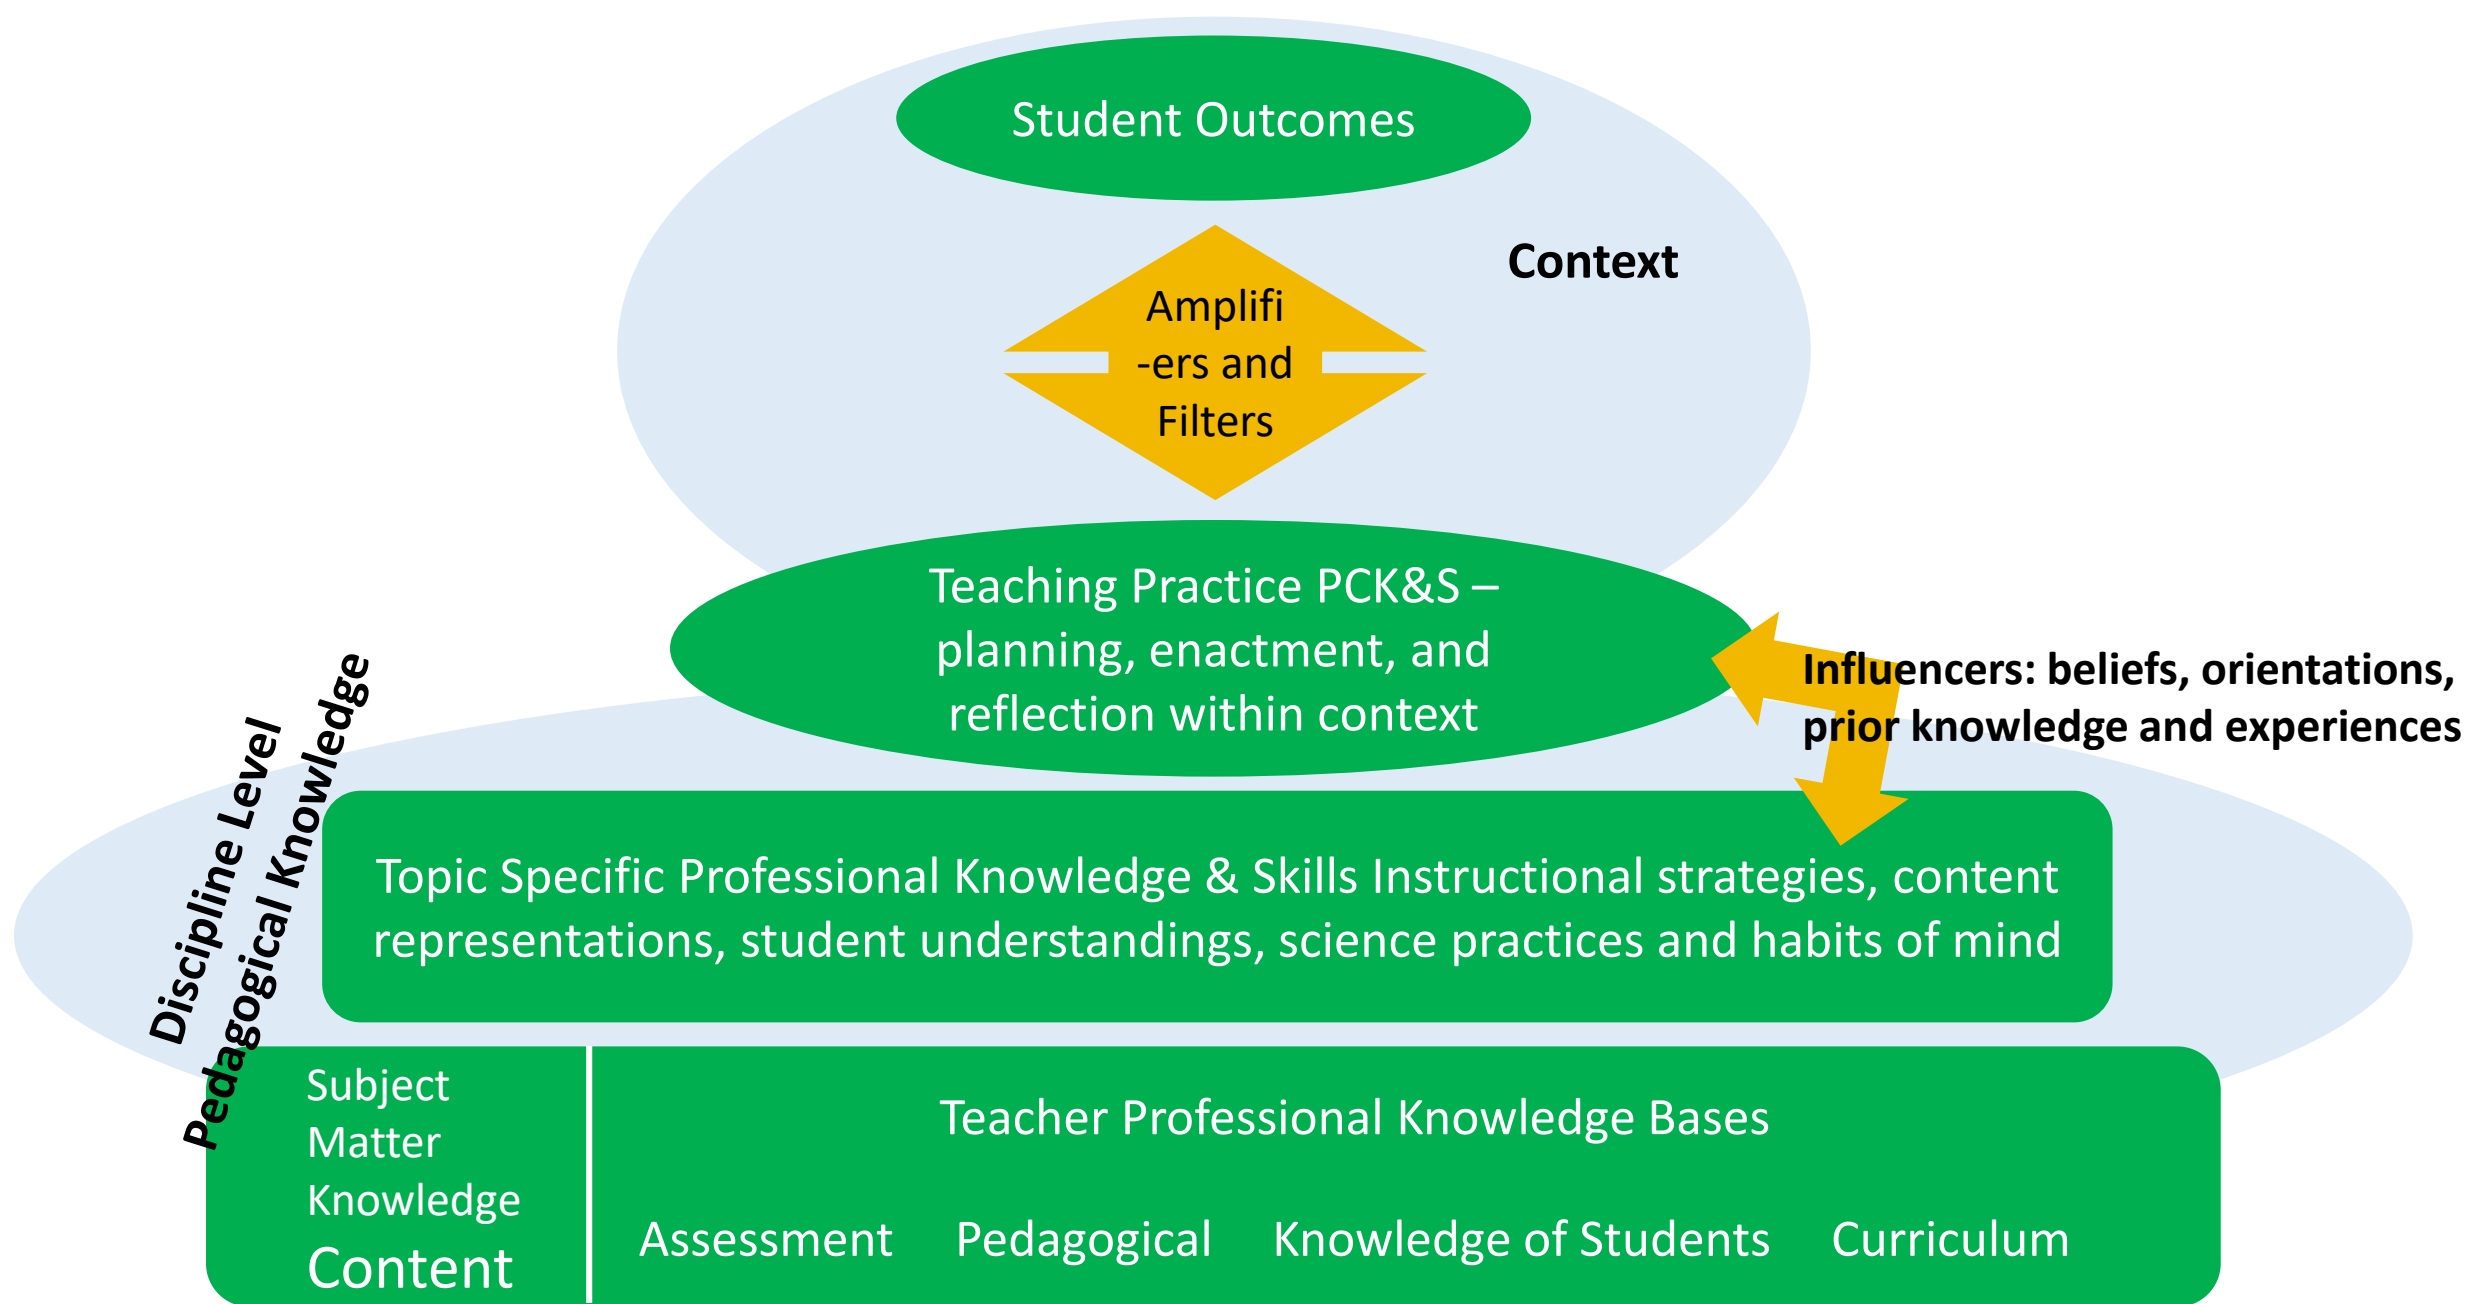 Student Outcomes
Context
Amplifi
-ers and
Filters
Teaching Practice PCK&S –
planning, enactment, and
reflection within context
Influencers: beliefs, orientations,
prior knowledge and experiences
Discipline Level
Pedagogical Knowledge
Topic Specific Professional Knowledge & Skills Instructional strategies, content
representations, student understandings, science practices and habits of mind
Subject
Matter
Knowledge
Content
Teacher Professional Knowledge Bases
Assessment Pedagogical Knowledge of Students Curriculum